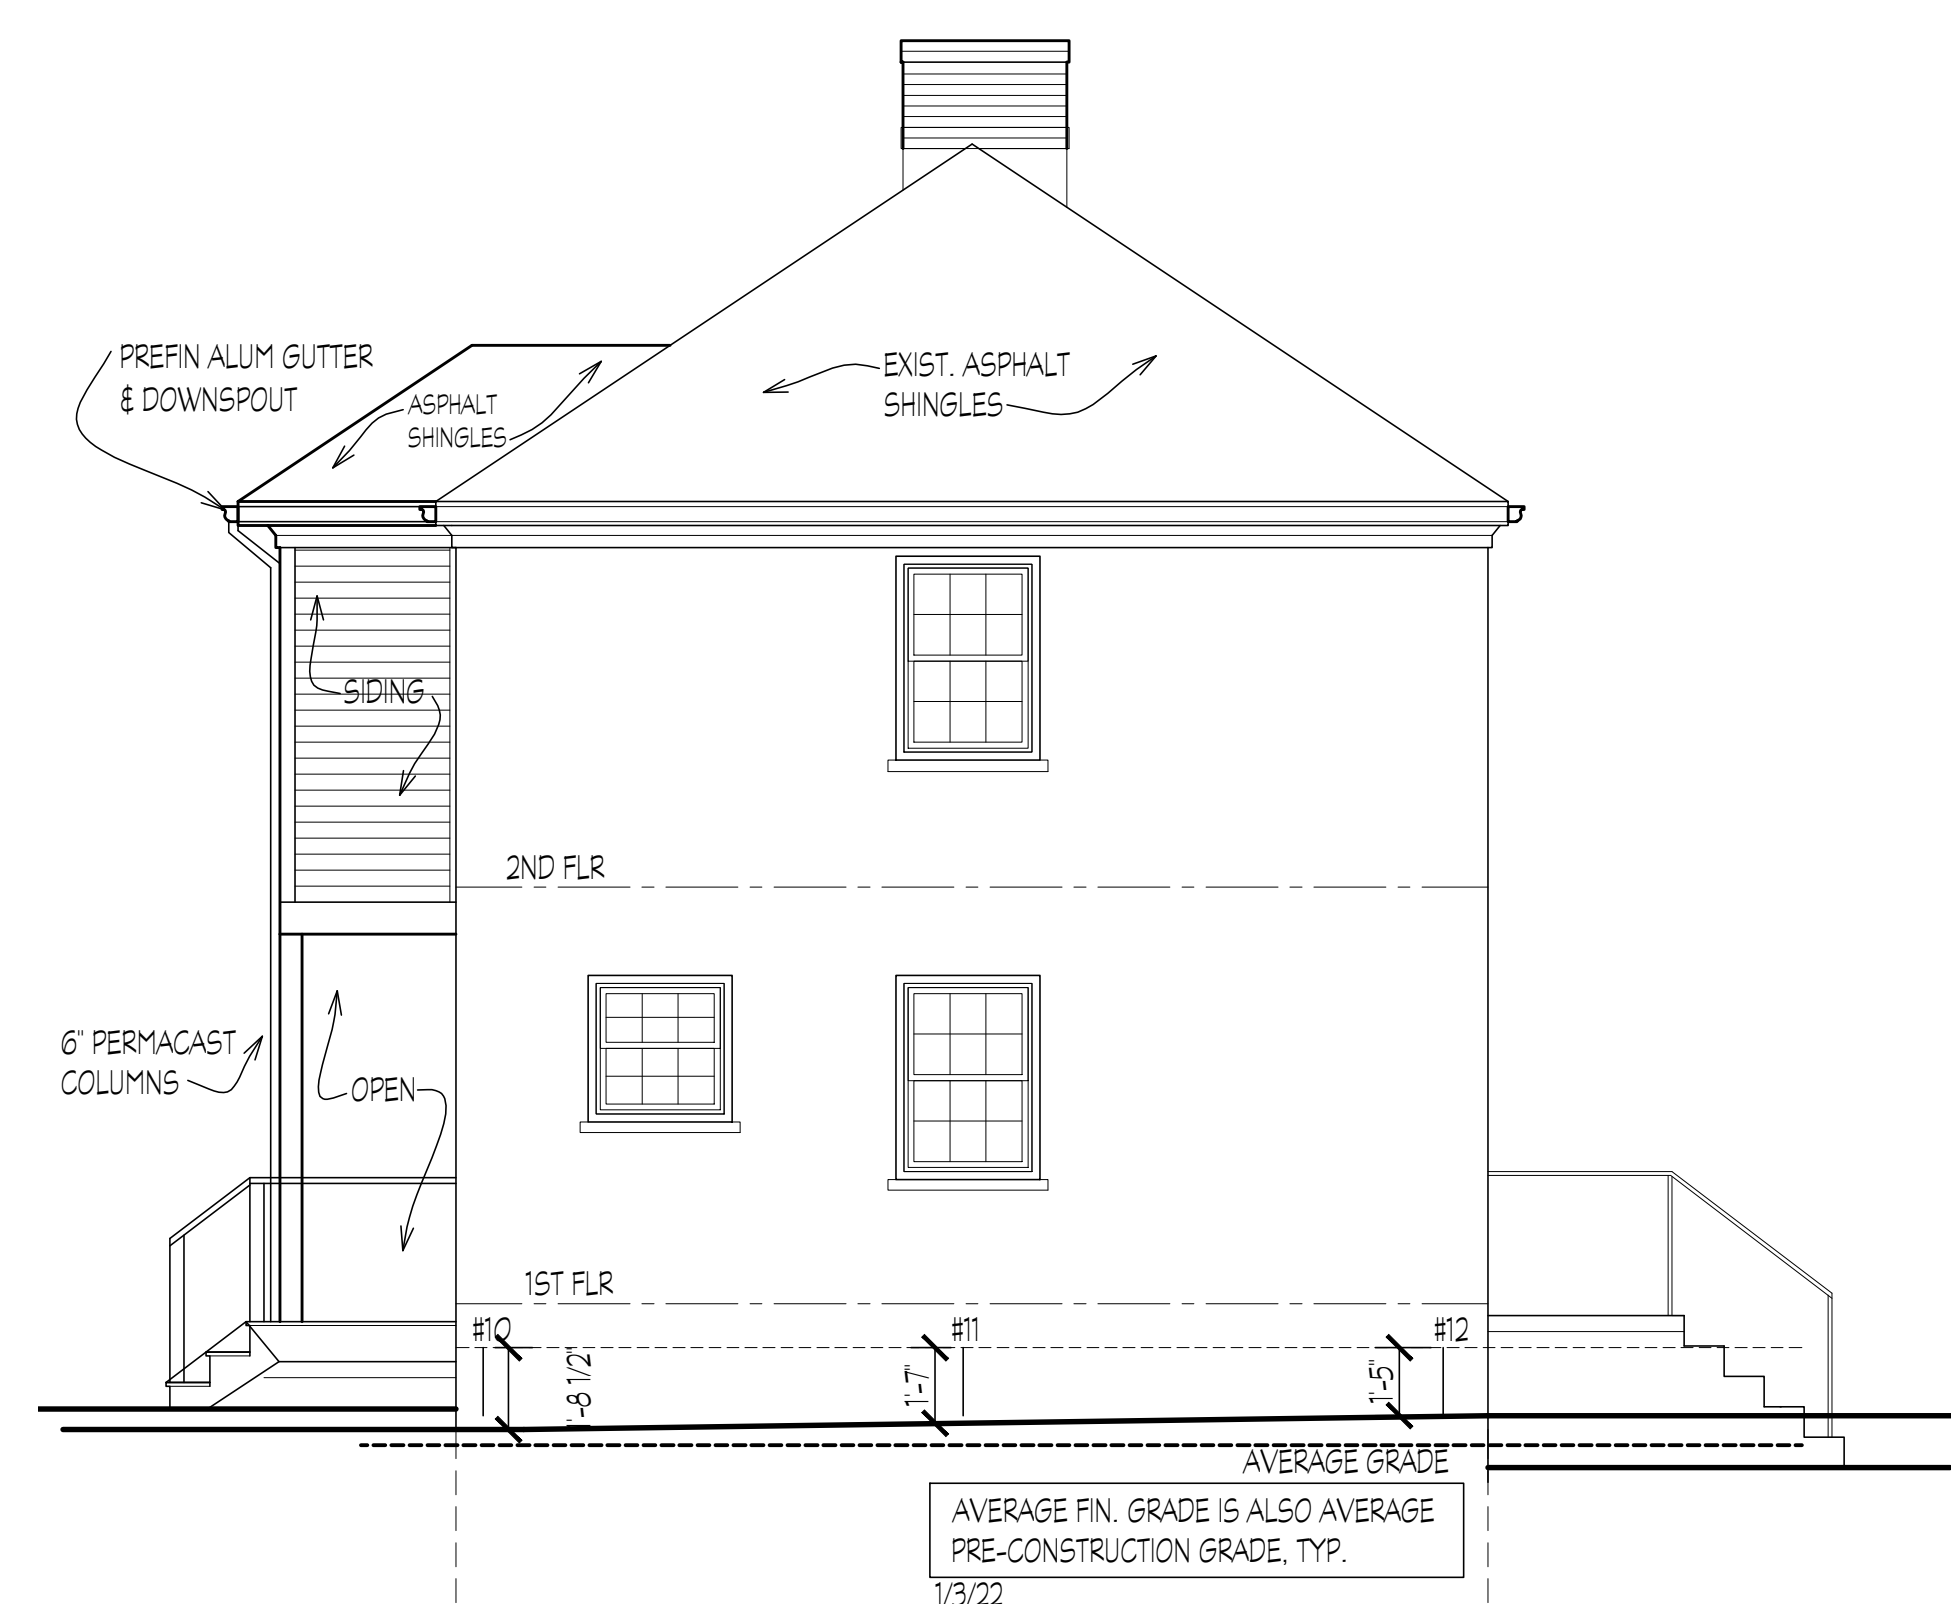 PREFIN ALUM GUTTER
& DOWNSPOUT
ASPHALT
SHINGLES
EXIST. ASPHALT
SHINGLES
SIDING
2ND FLR
6" PERMACAST
COLUMNS
OPEN
1ST FLR
#10
#11
#12
'-8 1/2"
1'-7"
1'-5"
AVERAGE GRADE
AVERAGE FIN. GRADE IS ALSO AVERAGE
PRE-CONSTRUCTION GRADE, TYP.
1/3/22